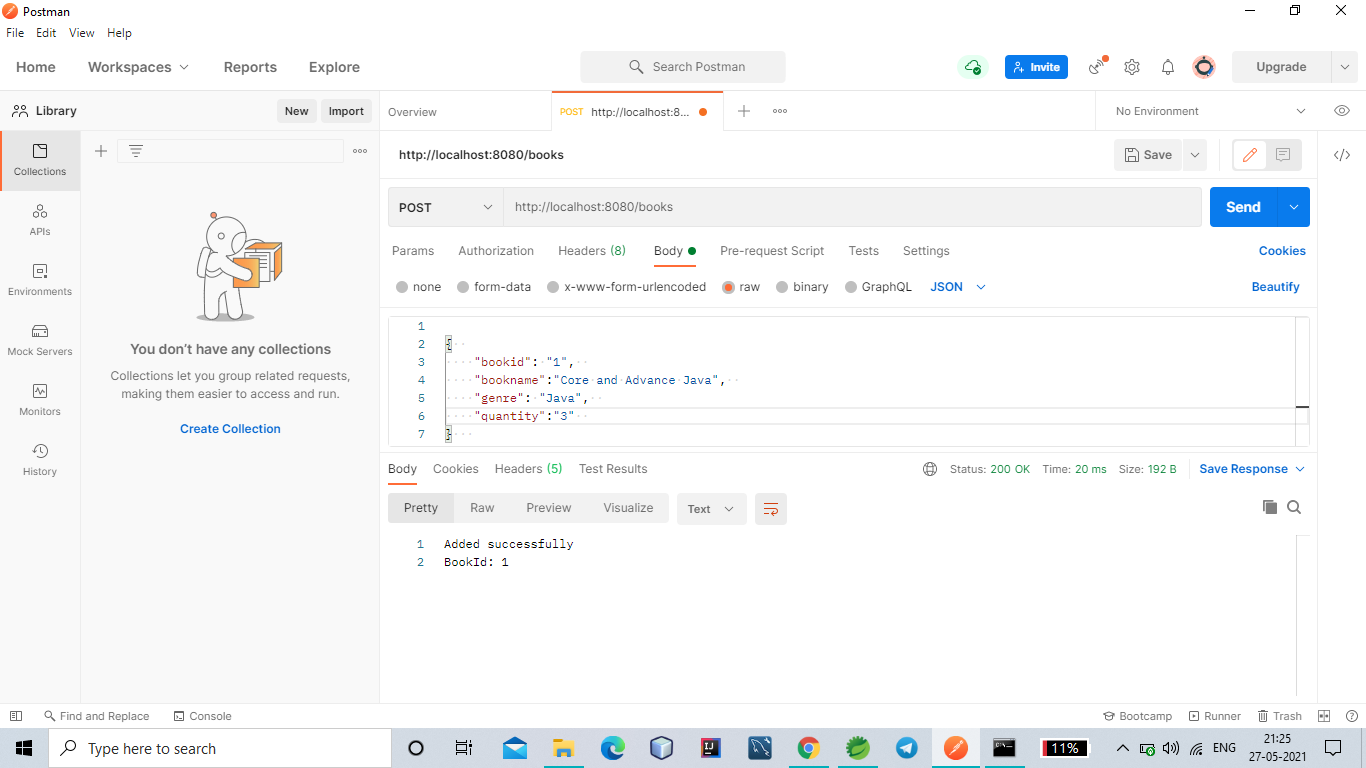 Postman
File Edit View Help
Home Workspaces Reports Explore Search Postman Invite Upgrade
Library New Import Overview POST http://localhost:8... No Environment
http://localhost:8080/books Save
Collections
APIs
Environments
Mock Servers
Monitors
History
You don't have any collections
Collections let you group related requests,
making them easier to access and run.
Create Collection
POST http://localhost:8080/books Send
Params Authorization Headers (8) Body Pre-request Script Tests Settings Cookies
none form-data x-www-form-urlencoded raw binary GraphQL JSON Beautify
1
2 {
3 "bookid": "1",
4 "bookname":"Core and Advance Java",
5 "genre": "Java",
6 "quantity":"3"
7 }
Body Cookies Headers (5) Test Results Status: 200 OK Time: 20 ms Size: 192 B Save Response
Pretty Raw Preview Visualize Text
1 Added successfully
2 BookId: 1
Find and Replace Console Bootcamp Runner Trash
Type here to search 11% ENG 21:25
27-05-2021